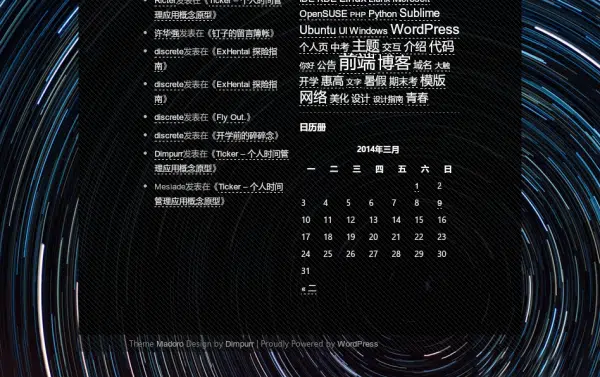 Ricter发表在《Ticker – 个人时间管
理应用概念原型》
许华强发表在《钉子的留言簿帐》
discrete发表在《ExHentai 探险指
南》
discrete发表在《ExHentai 探险指
南》
discrete发表在《Fly Out.》
discrete发表在《开学前的碎碎念》
Dimpurr发表在《Ticker – 个人时间管
理应用概念原型》
Mesiade发表在《Ticker – 个人时间
管理应用概念原型》
IDE KDE Linux Microsoft
OpenSUSE PHP Python Sublime
Ubuntu UI Windows WordPress
个人页 中考 主题 交互 介绍 代码
你好 公告 前端 博客 域名 大触
开学 惠高 文字 暑假 期末考 模版
网络 美化 设计 设计指南 青春
日历册
2014年三月
一 二 三 四 五 六 日
1 2
3 4 5 6 7 8 9
10 11 12 13 14 15 16
17 18 19 20 21 22 23
24 25 26 27 28 29 30
31
« 二
Theme Madoro Design by Dimpurr | Proudly Powered by WordPress